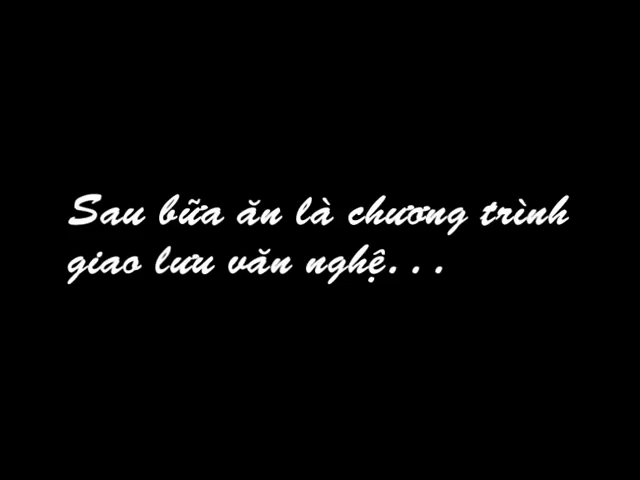 Sau bữa ăn là chương trình
giao lưu văn nghệ...